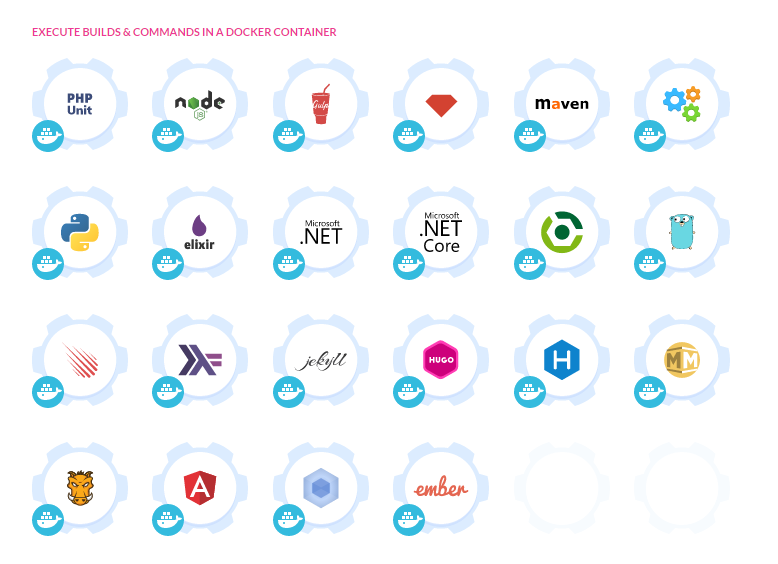 EXECUTE BUILDS & COMMANDS IN A DOCKER CONTAINER
PHP
Unit
node
JS
Gulp
maven
elixir
Microsoft
.NET
Microsoft
.NET
Core
jekyll
HUGO
H
MM
A
ember